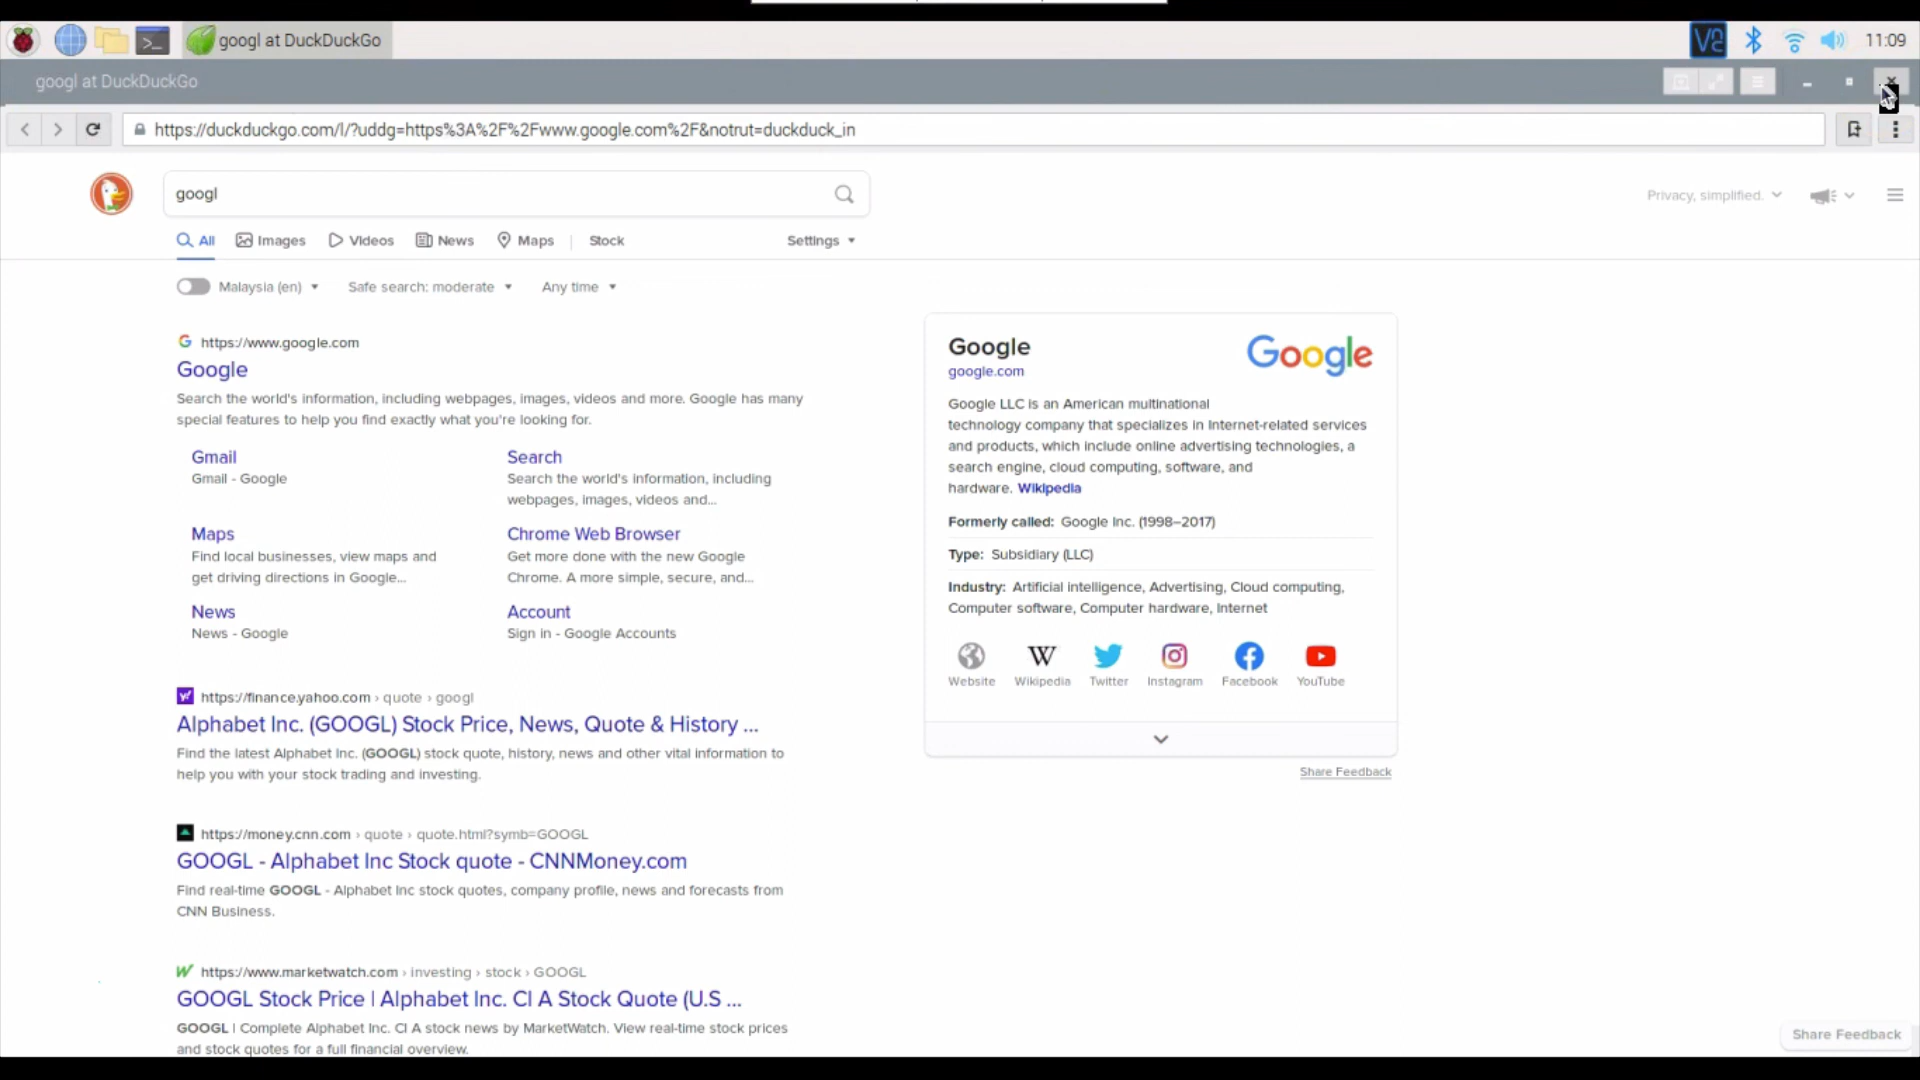 googl at DuckDuckGo
11:09
googl at DuckDuckGo
https://duckduckgo.com/l/?uddg=https%3A%2F%2Fwww.google.com%2F&notrut=duckduck_in
googl
Privacy, simplified.
All Images Videos News Maps Stock Settings
Malaysia (en) Safe search: moderate Any time
https://www.google.com
Google
Search the world's information, including webpages, images, videos and more. Google has many
special features to help you find exactly what you're looking for.
Gmail
Gmail - Google
Search
Search the world's information, including
webpages, images, videos and...
Maps
Find local businesses, view maps and
get driving directions in Google...
Chrome Web Browser
Get more done with the new Google
Chrome. A more simple, secure, and...
News
News - Google
Account
Sign in - Google Accounts
https://finance.yahoo.com › quote › googl
Alphabet Inc. (GOOGL) Stock Price, News, Quote & History ...
Find the latest Alphabet Inc. (GOOGL) stock quote, history, news and other vital information to
help you with your stock trading and investing.
https://money.cnn.com › quote › quote.html?symb=GOOGL
GOOGL - Alphabet Inc Stock quote - CNNMoney.com
Find real-time GOOGL - Alphabet Inc stock quotes, company profile, news and forecasts from
CNN Business.
https://www.marketwatch.com › investing › stock › GOOGL
GOOGL Stock Price | Alphabet Inc. Cl A Stock Quote (U.S ...
GOOGL | Complete Alphabet Inc. Cl A stock news by MarketWatch. View real-time stock prices
and stock quotes for a full financial overview.
Google
Google
google.com
Google LLC is an American multinational
technology company that specializes in Internet-related services
and products, which include online advertising technologies, a
search engine, cloud computing, software, and
hardware. Wikipedia
Formerly called: Google Inc. (1998–2017)
Type: Subsidiary (LLC)
Industry: Artificial intelligence, Advertising, Cloud computing,
Computer software, Computer hardware, Internet
Website Wikipedia Twitter Instagram Facebook YouTube
Share Feedback
Share Feedback